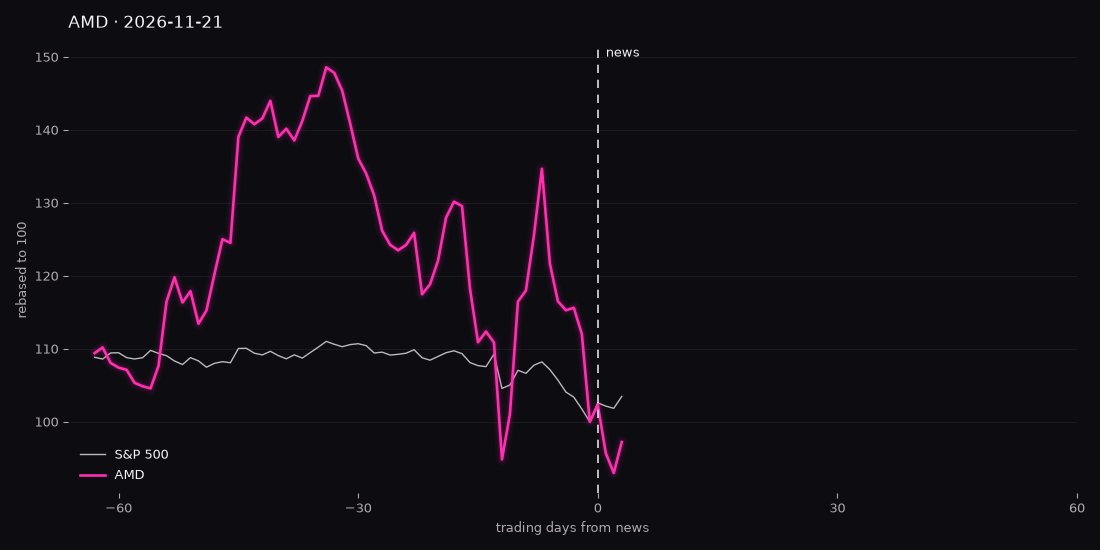 AMD · 2026-11-21
news
150
140
130
120
110
100
rebased to 100
S&P 500
AMD
−60
−30
0
30
60
trading days from news